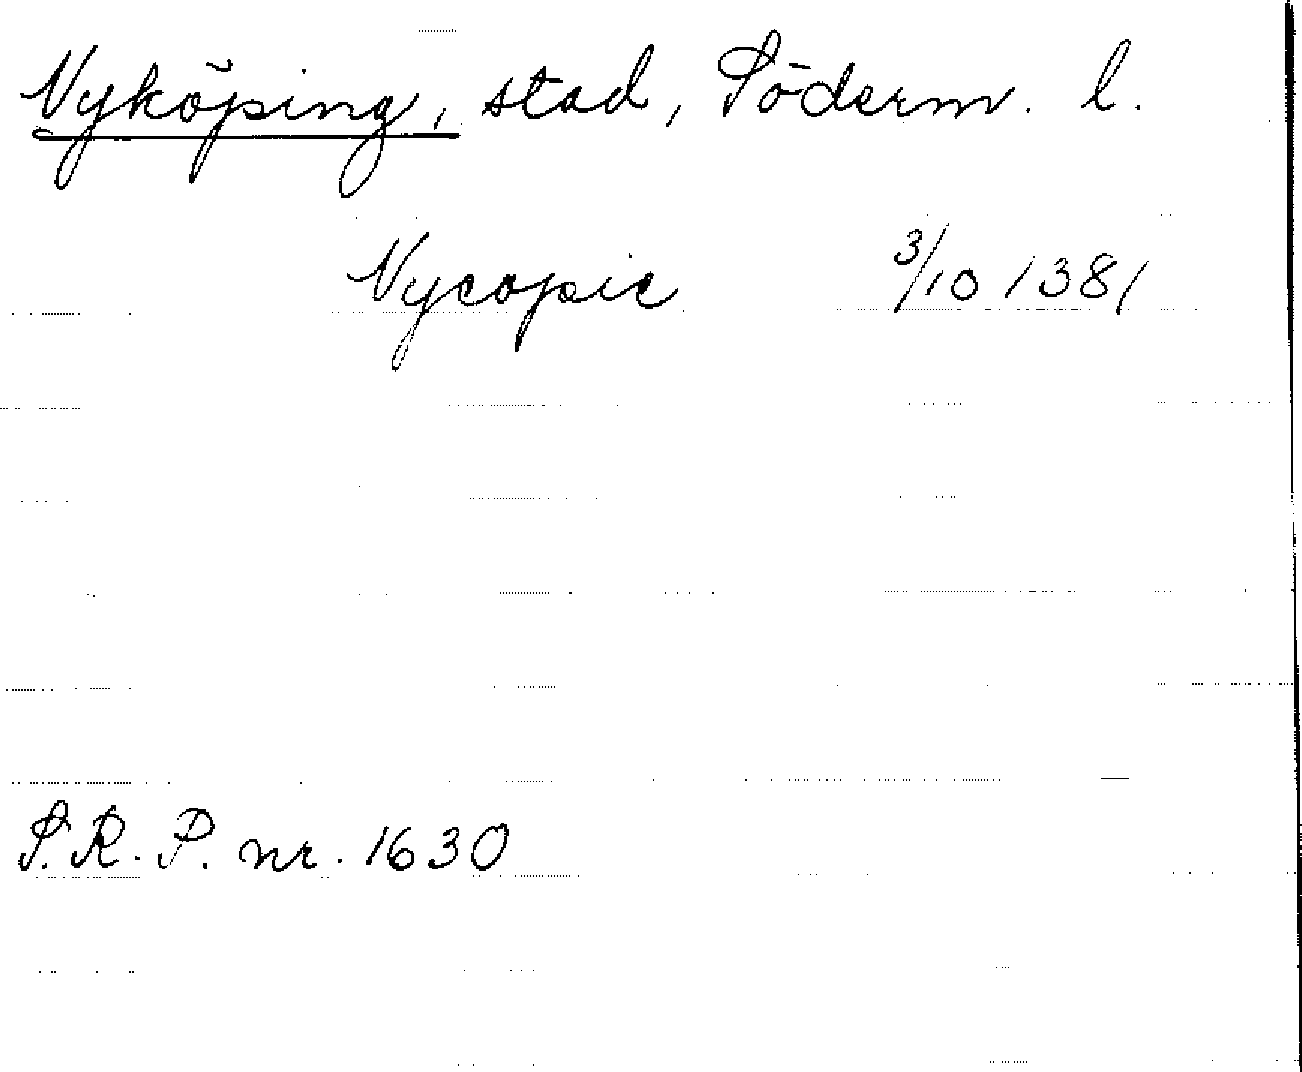 Nyköping, stad, Söderm. l.
Nycopie 3/10 1381
S.R.P. nr. 1630